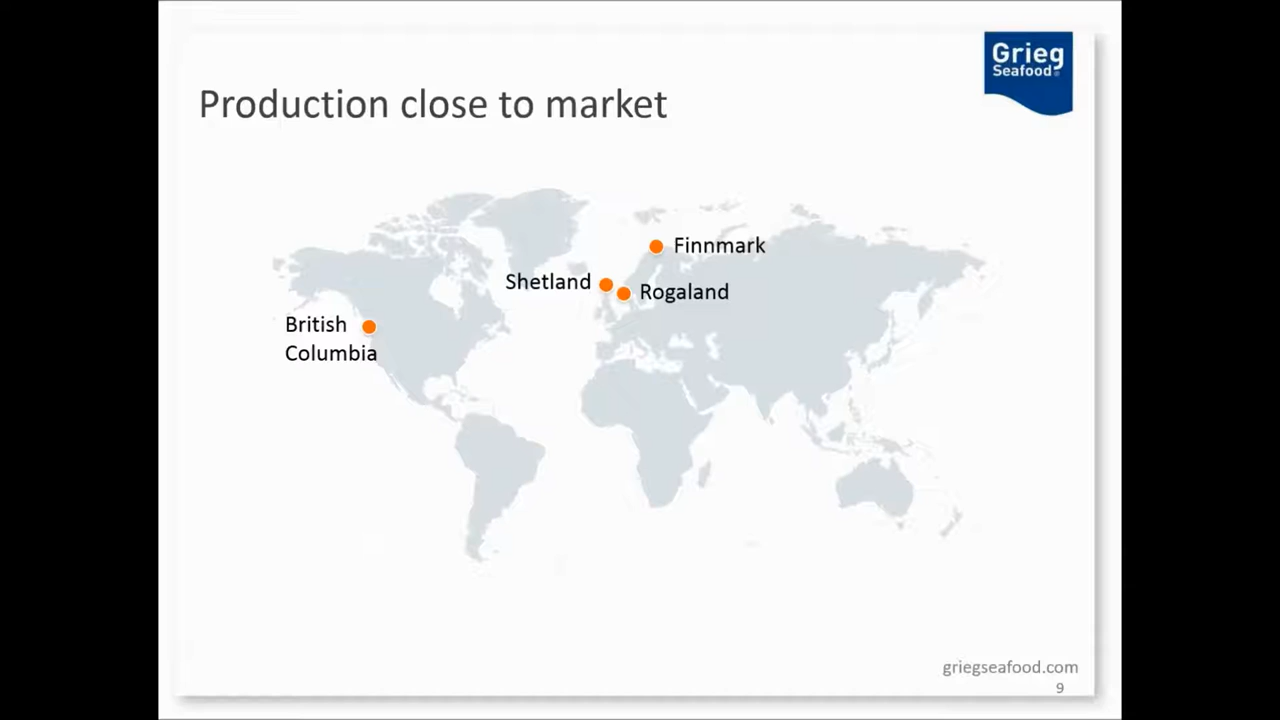 Grieg
Seafood®
Production close to market
Finnmark
Shetland
Rogaland
British
Columbia
griegseafood.com
9